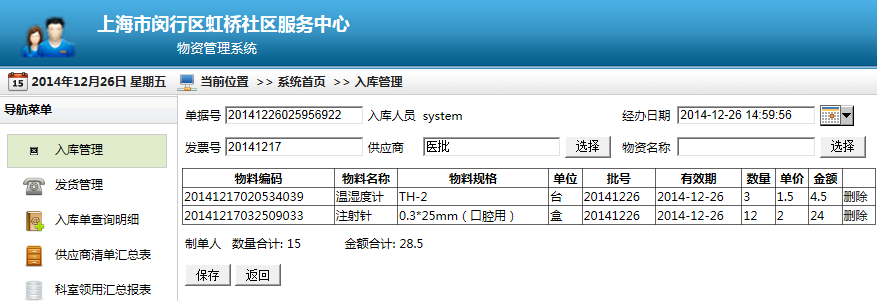 上海市闵行区虹桥社区服务中心
物资管理系统
15 2014年12月26日 星期五 当前位置 >> 系统首页 >> 入库管理
导航菜单
入库管理
发货管理
入库单查询明细
供应商清单汇总表
科室领用汇总报表
单据号 20141226025956922 入库人员 system 经办日期 2014-12-26 14:59:56
发票号 20141217 供应商 医批 选择 物资名称 选择
物料编码 物料名称 物料规格 单位 批号 有效期 数量 单价 金额
20141217020534039 温湿度计 TH-2 台 20141226 2014-12-26 3 1.5 4.5 删除
20141217032509033 注射针 0.3*25mm（口腔用） 盒 20141226 2014-12-26 12 2 24 删除
制单人 数量合计: 15 金额合计: 28.5
保存 返回